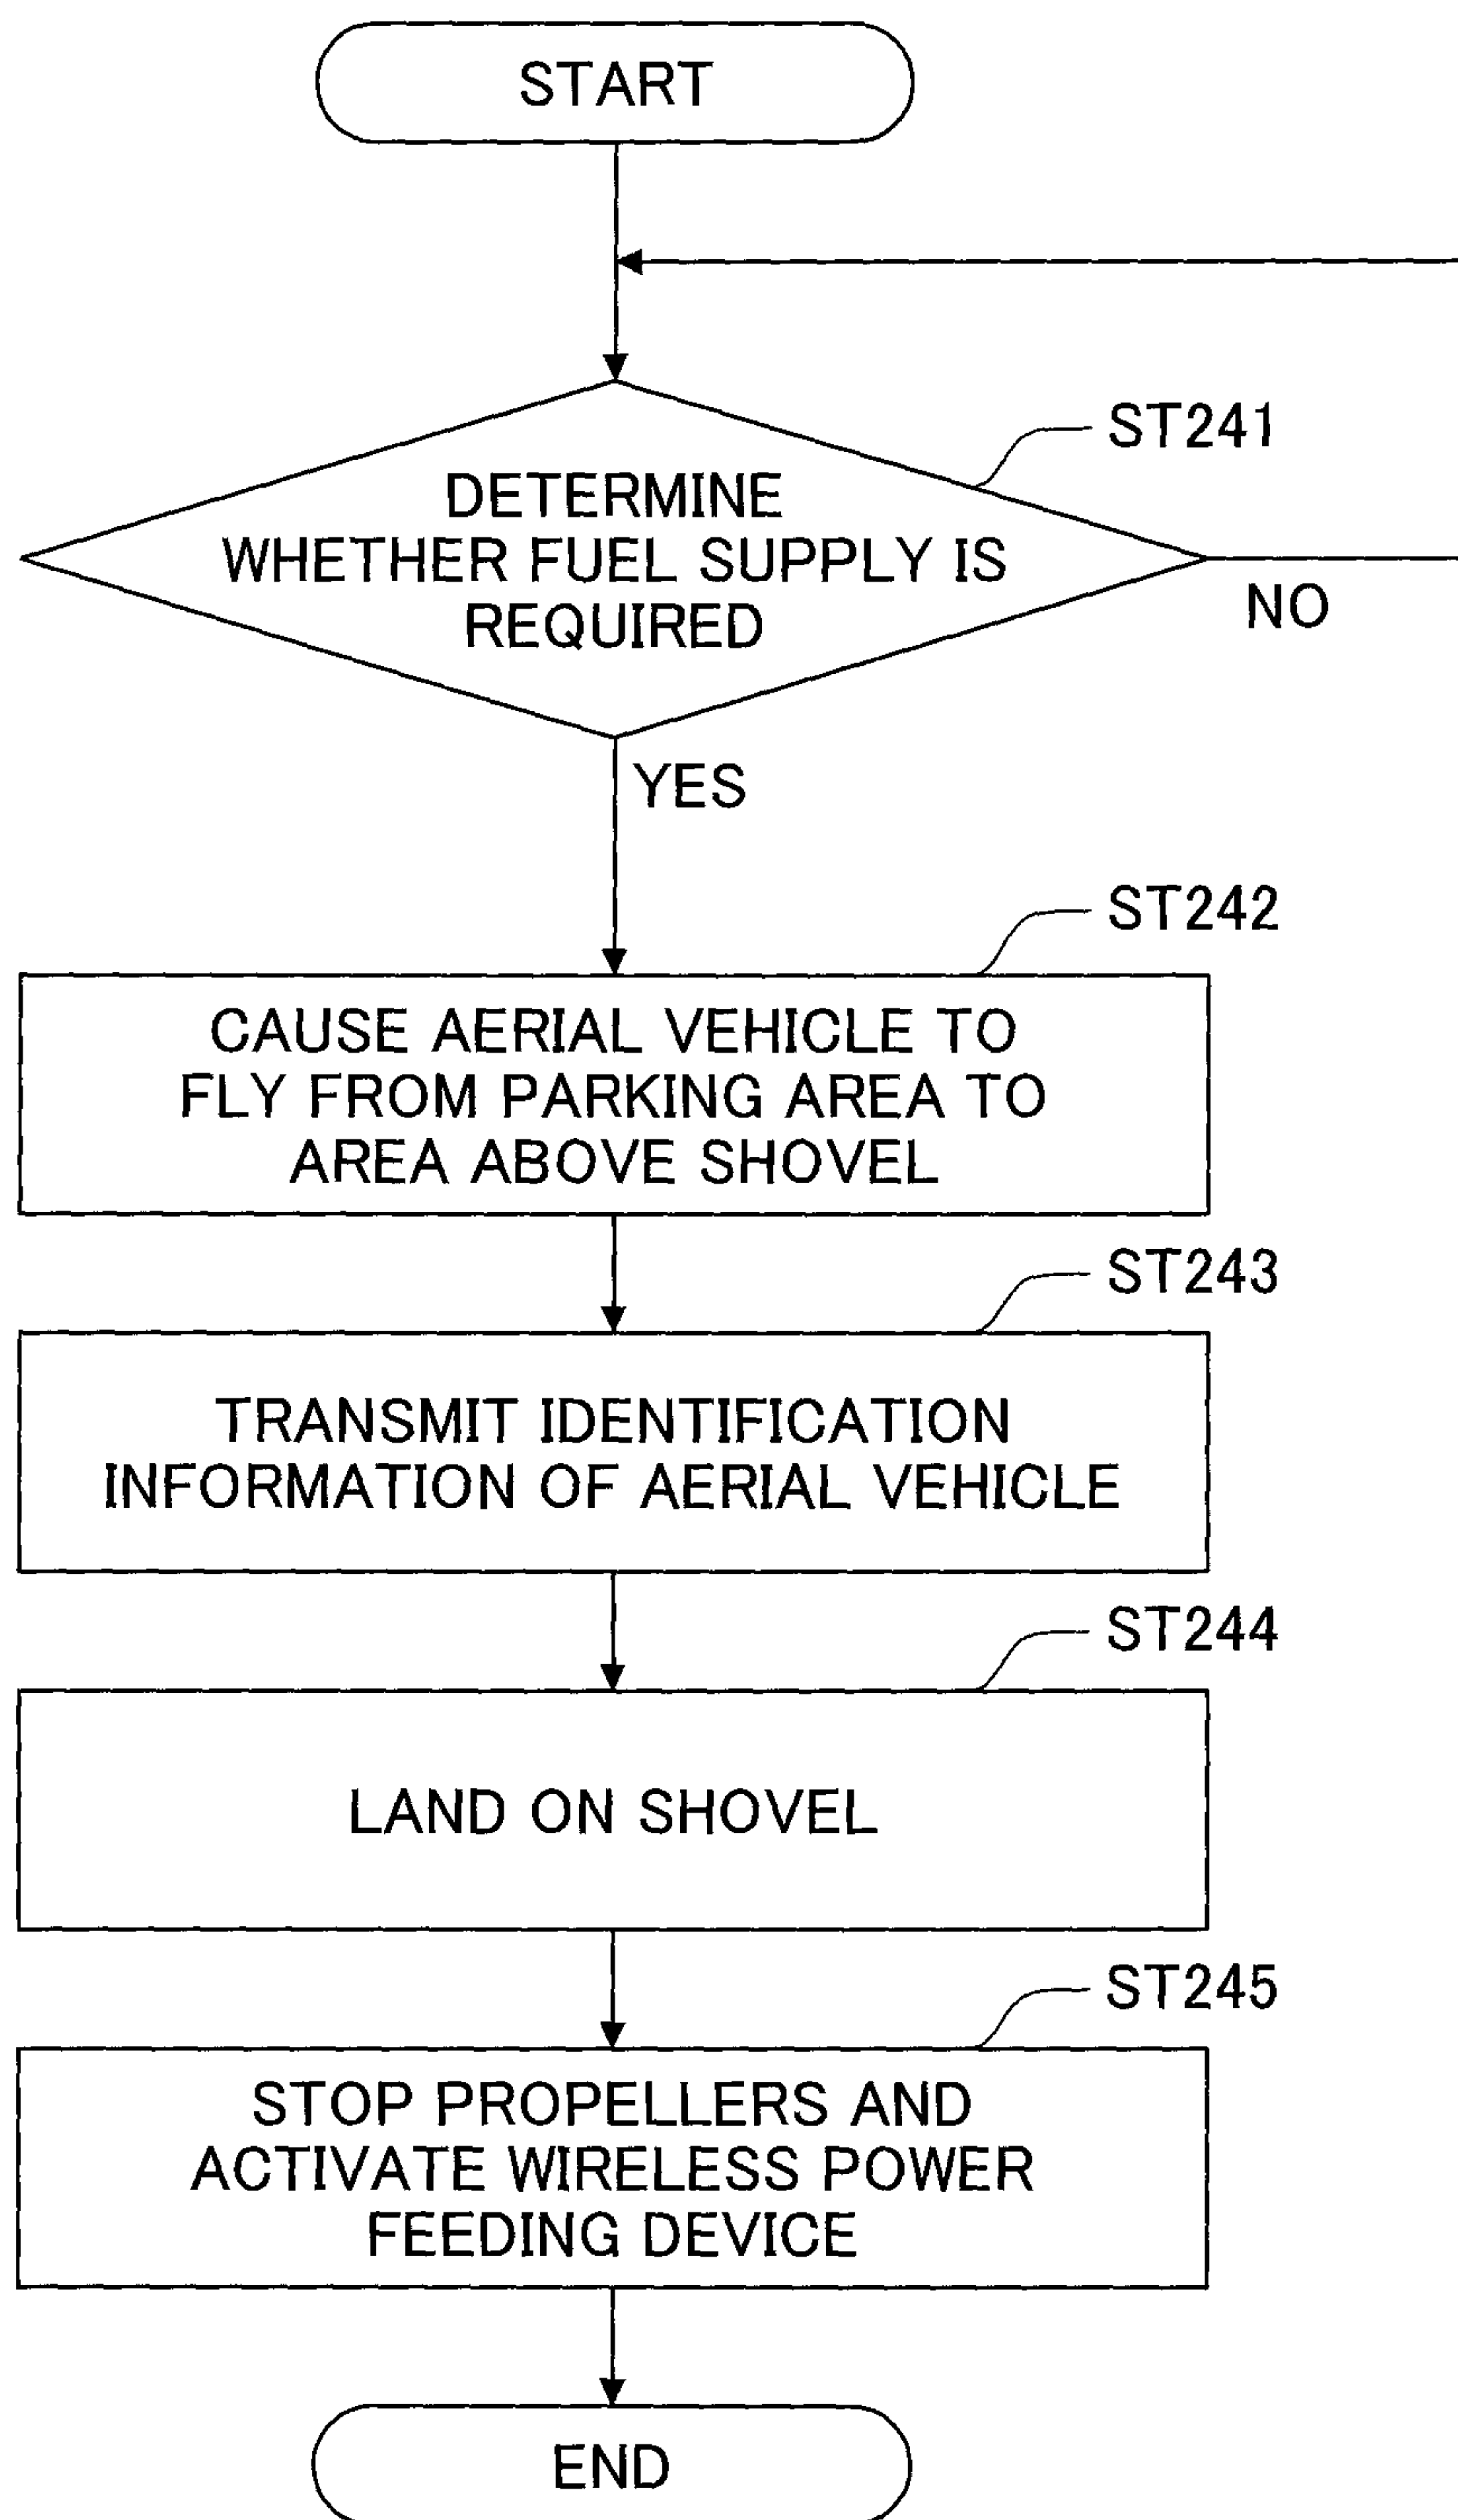 START
ST241
DETERMINE
WHETHER FUEL SUPPLY IS
REQUIRED
NO
YES
ST242
CAUSE AERIAL VEHICLE TO
FLY FROM PARKING AREA TO
AREA ABOVE SHOVEL
ST243
TRANSMIT IDENTIFICATION
INFORMATION OF AERIAL VEHICLE
ST244
LAND ON SHOVEL
ST245
STOP PROPELLERS AND
ACTIVATE WIRELESS POWER
FEEDING DEVICE
END